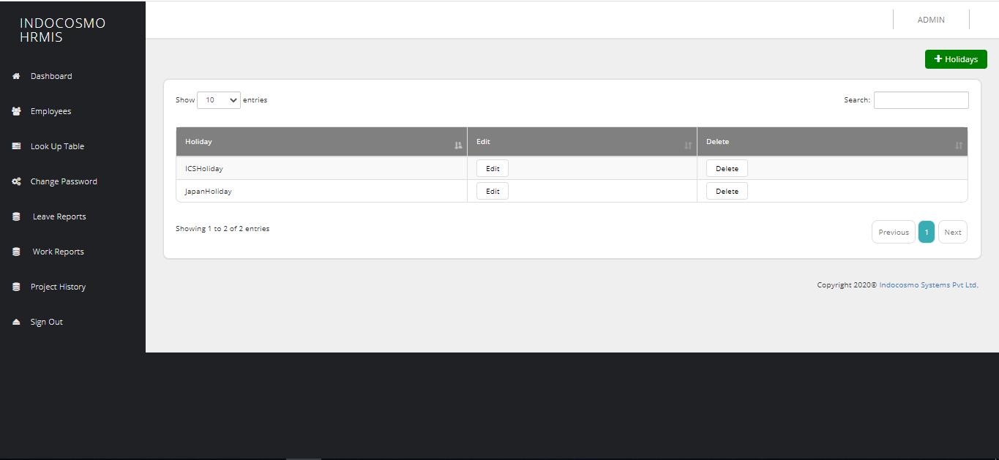 INDOCOSMO
HRMIS
ADMIN
Dashboard
Employees
Look Up Table
Change Password
Leave Reports
Work Reports
Project History
Sign Out
+ Holidays
Show 10 entries
Search:
Holiday Edit Delete
ICSHoliday Edit Delete
JapanHoliday Edit Delete
Showing 1 to 2 of 2 entries
Previous 1 Next
Copyright 2020© Indocosmo Systems Pvt Ltd.